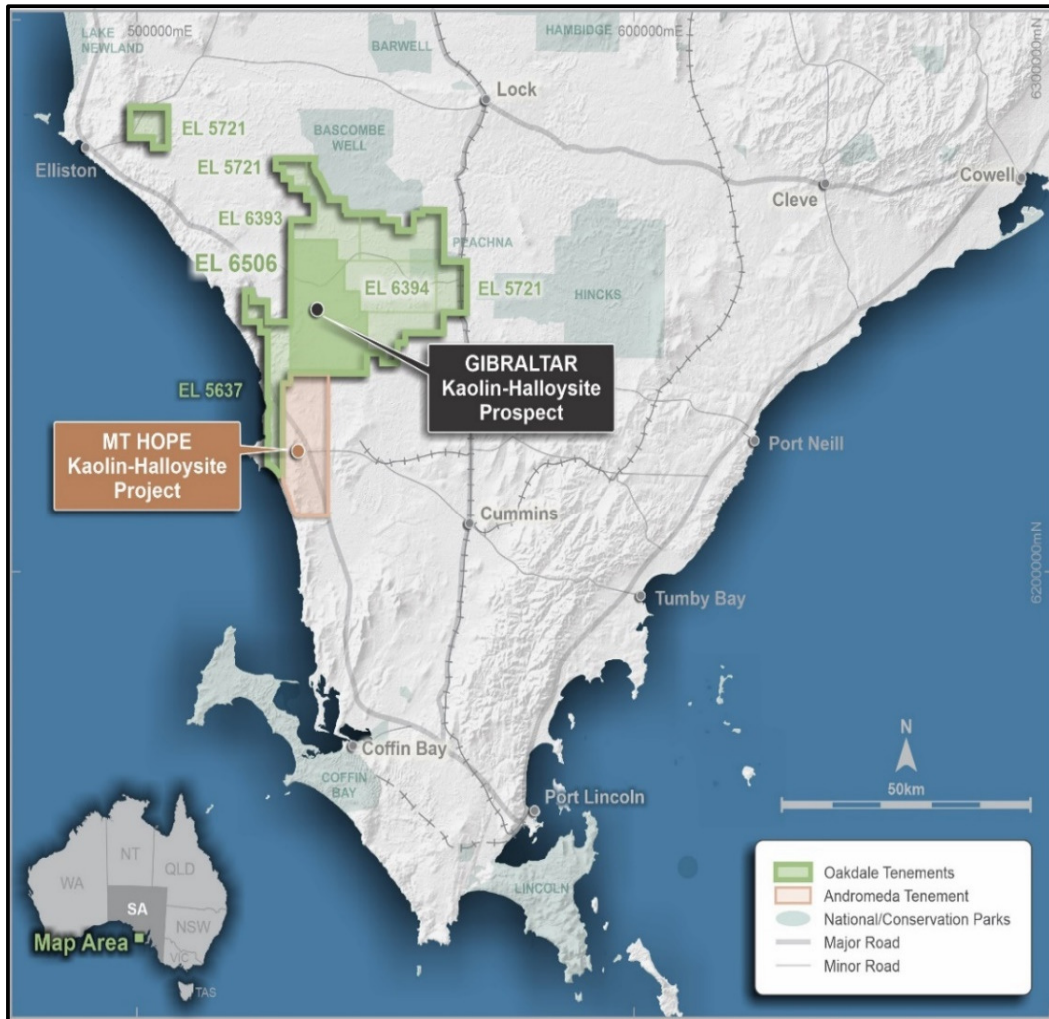 LAKE
NEWLAND
500000mE
BARWELL
HAMBIDGE
600000mE
6300000mN
Lock
EL 5721
BASCOMBE
WELL
Elliston
EL 5721
Cowell
Cleve
EL 6393
PEACHNA
EL 6506
EL 6394
EL 5721
HINCKS
GIBRALTAR
Kaolin-Halloysite
Prospect
EL 5637
MT HOPE
Kaolin-Halloysite
Project
Port Neill
Cummins
6200000mN
Tumby Bay
Coffin Bay
COFFIN
BAY
Port Lincoln
LINCOLN
N
50km
NT
QLD
WA
SA
NSW
VIC
TAS
Map Area
Oakdale Tenements
Andromeda Tenement
National/Conservation Parks
Major Road
Minor Road